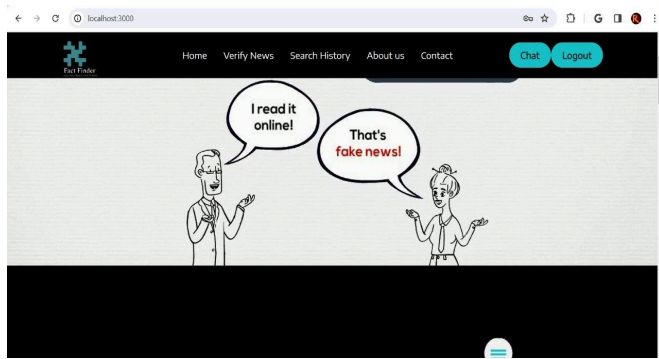 localhost:3000
Home Verify News Search History About us Contact Chat Logout
Fact Finder
I read it
online!
That's
fake news!